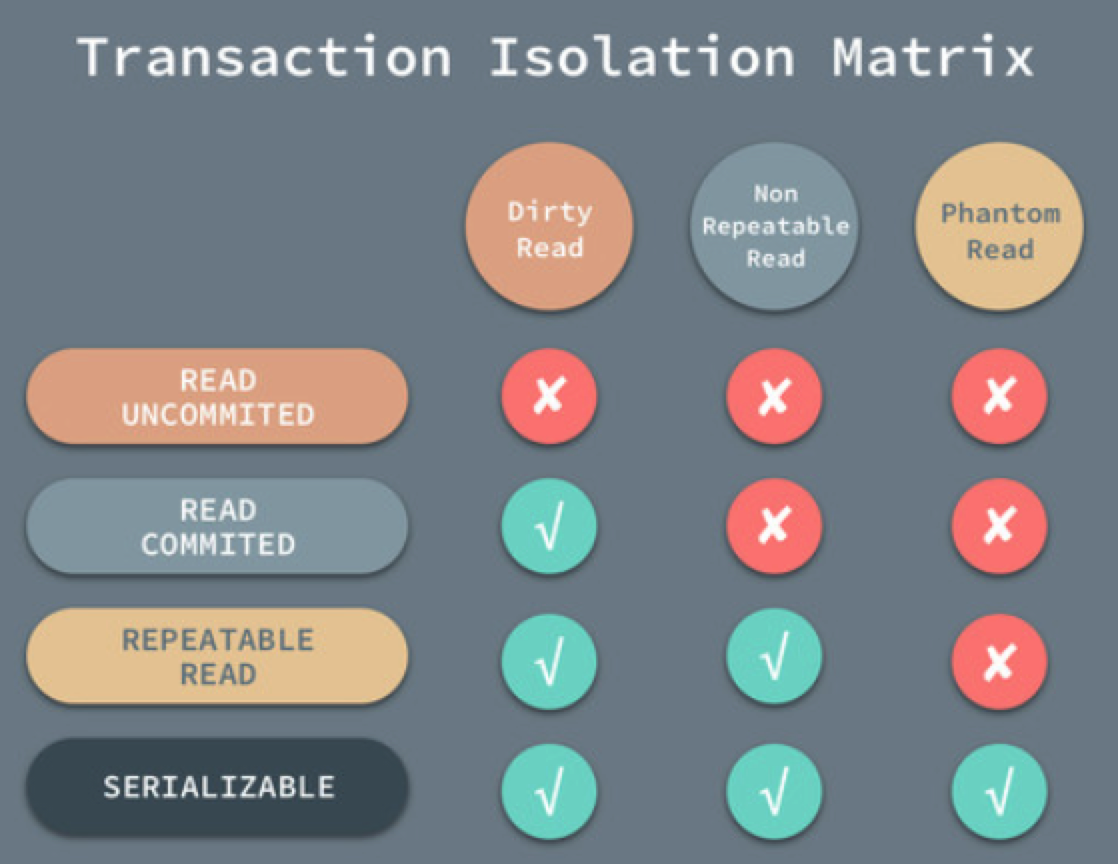 Transaction Isolation Matrix
Dirty
Read
Non
Repeatable
Read
Phantom
Read
READ
UNCOMMITED
✘ ✘ ✘
READ
COMMITED
√ ✘ ✘
REPEATABLE
READ
√ √ ✘
SERIALIZABLE
√ √ √